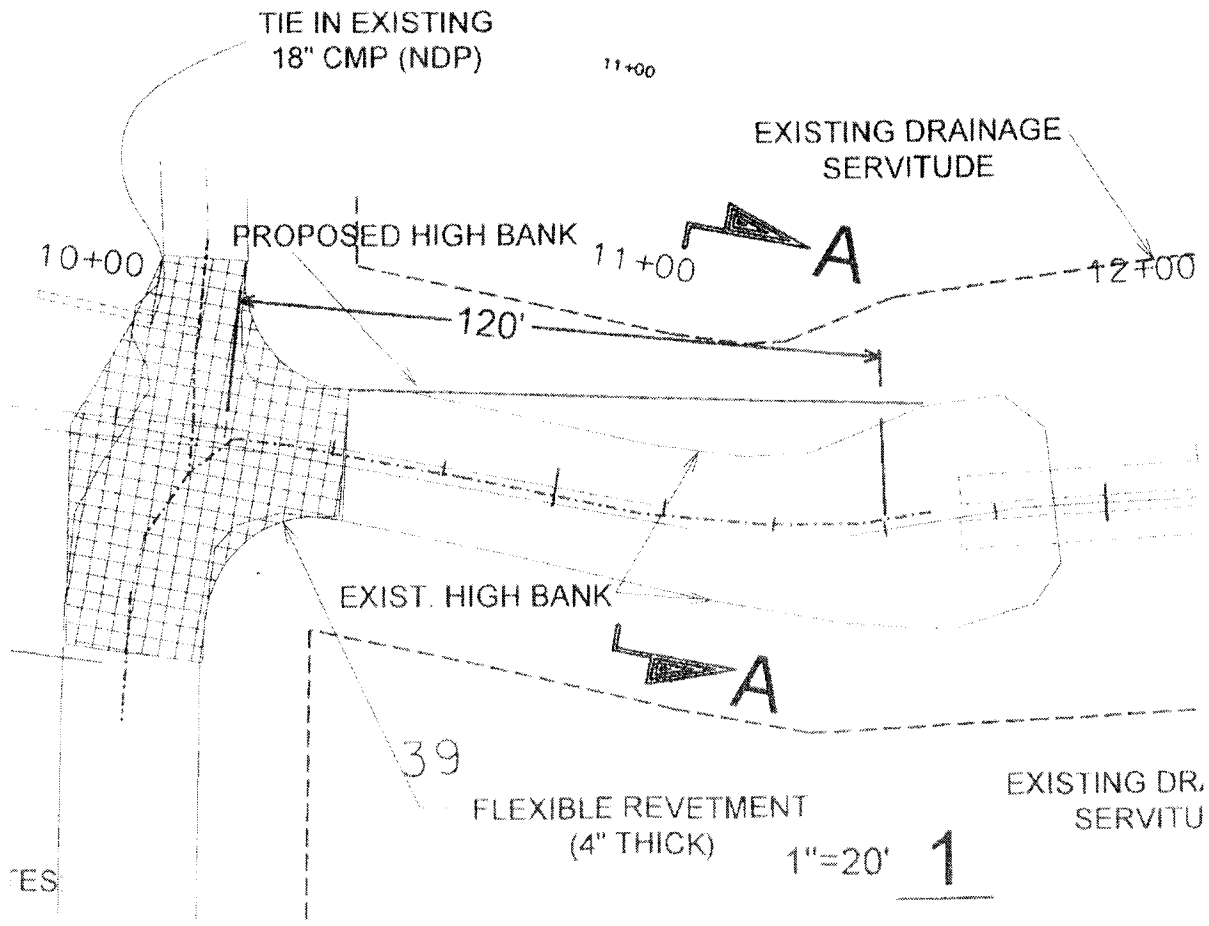 TIE IN EXISTING
18" CMP (NDP)
11+00
EXISTING DRAINAGE
SERVITUDE
PROPOSED HIGH BANK
10+00
11+00
A
12+00
120'
EXIST. HIGH BANK
A
39
FLEXIBLE REVETMENT
(4" THICK)
1"=20'
1
EXISTING DR
SERVITU
TES